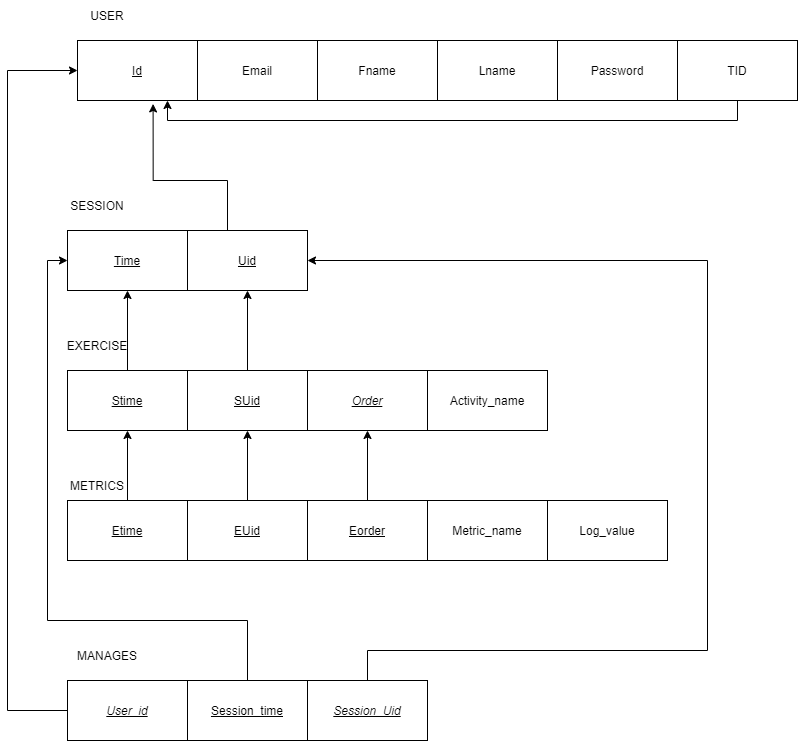 USER
Id Email Fname Lname Password TID
SESSION
Time Uid
EXERCISE
Stime SUid Order Activity_name
METRICS
Etime EUid Eorder Metric_name Log_value
MANAGES
User_id Session_time Session_Uid